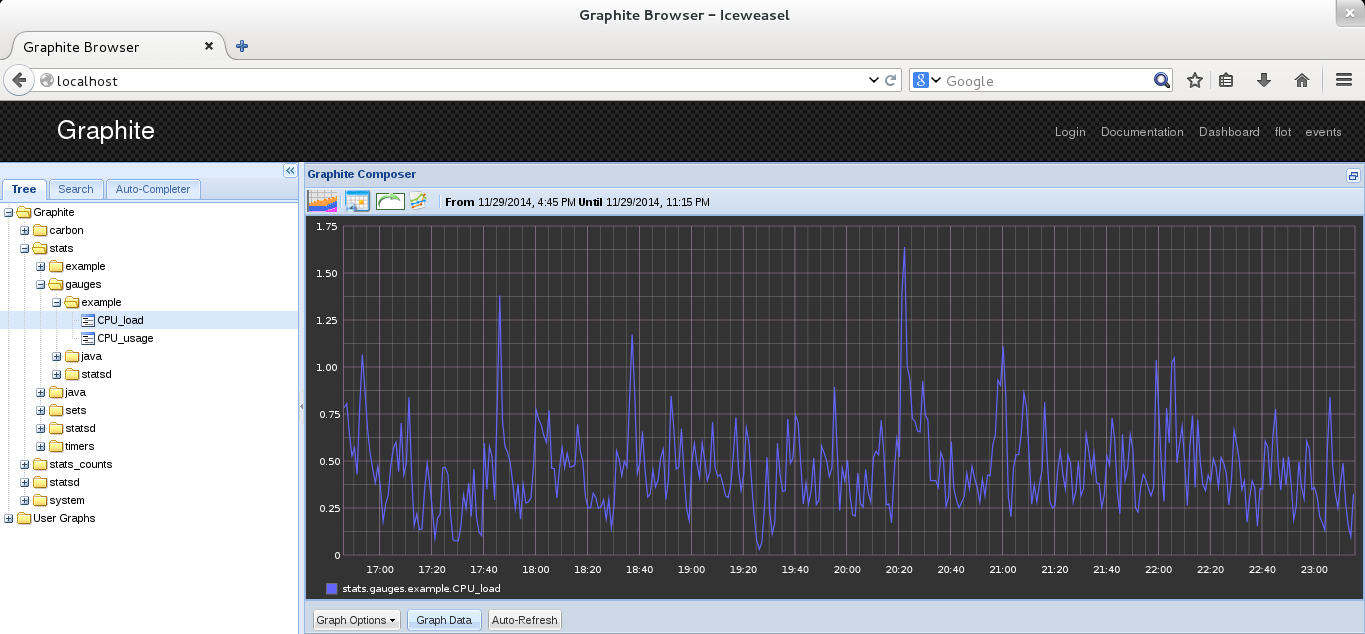 Graphite Browser – Iceweasel
Graphite Browser
localhost
Google
Graphite
Login Documentation Dashboard flot events
Tree Search Auto-Completer
Graphite
carbon
stats
example
gauges
example
CPU_load
CPU_usage
java
statsd
java
sets
statsd
timers
stats_counts
statsd
system
User Graphs
Graphite Composer
From 11/29/2014, 4:45 PM Until 11/29/2014, 11:15 PM
1.75
1.50
1.25
1.00
0.75
0.50
0.25
0
17:00 17:20 17:40 18:00 18:20 18:40 19:00 19:20 19:40 20:00 20:20 20:40 21:00 21:20 21:40 22:00 22:20 22:40 23:00
stats.gauges.example.CPU_load
Graph Options Graph Data Auto-Refresh